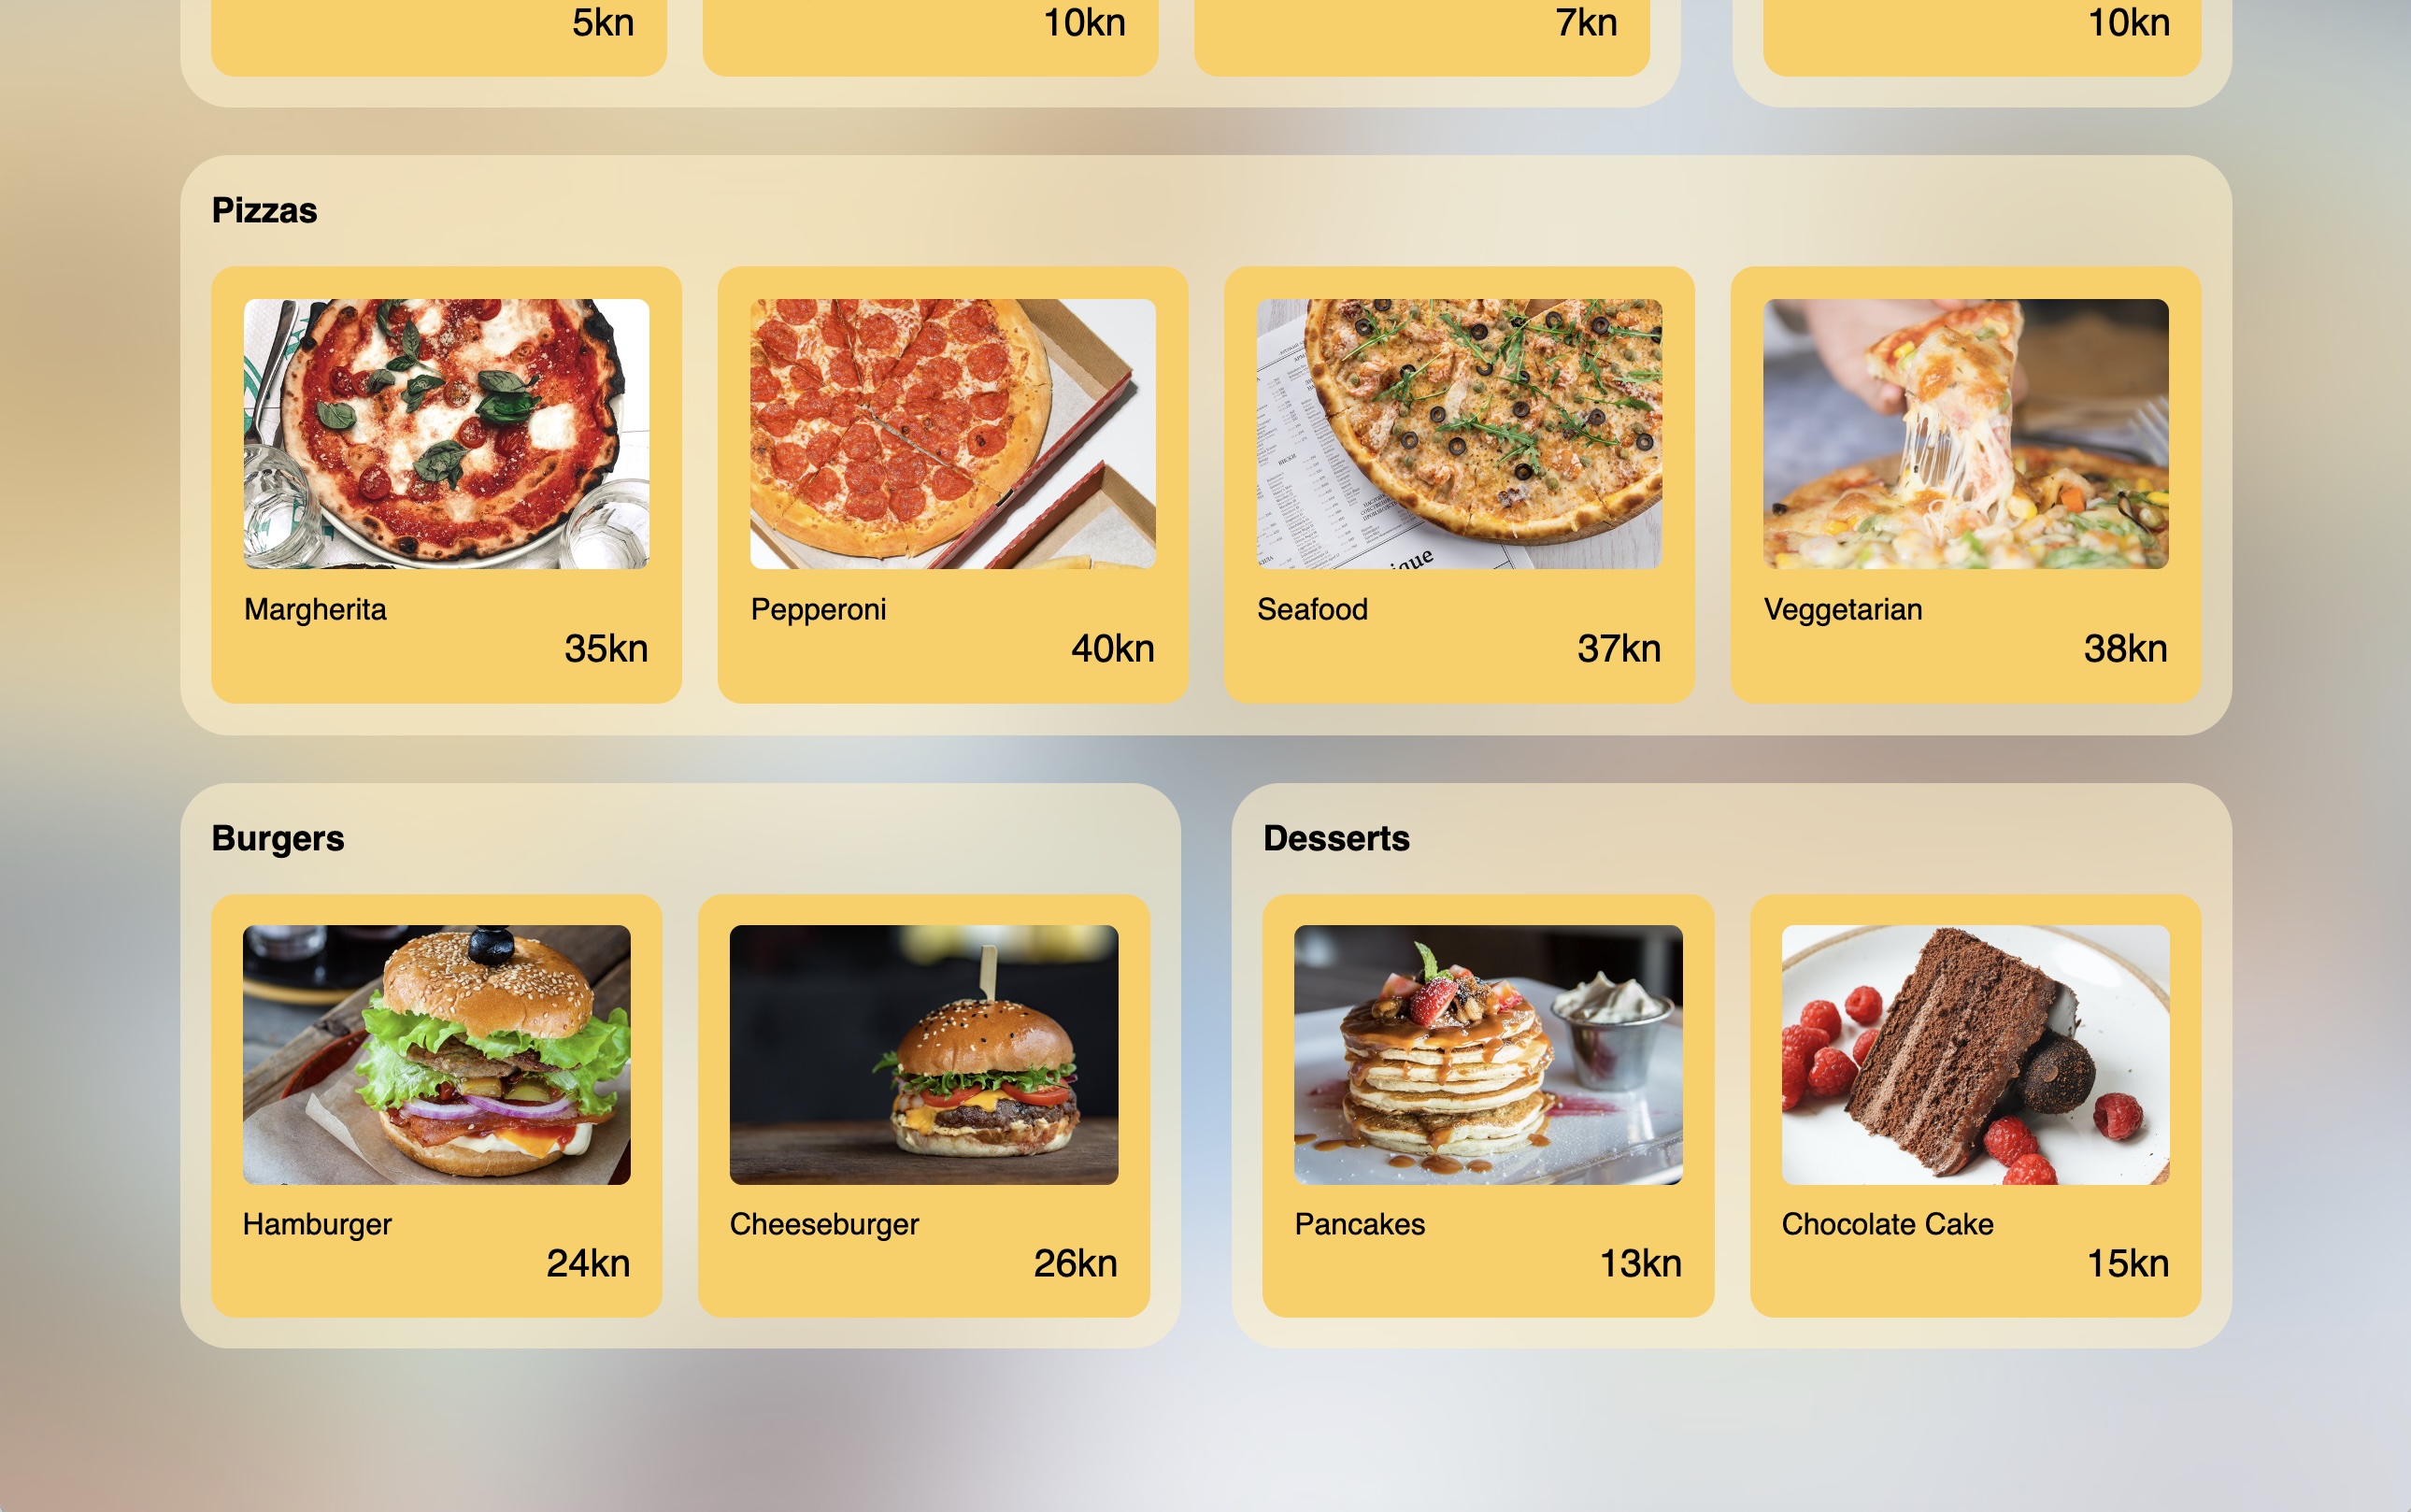 5kn
10kn
7kn
10kn
Pizzas
Margherita
35kn
Pepperoni
40kn
ique
Seafood
37kn
Veggetarian
38kn
Burgers
Hamburger
24kn
Cheeseburger
26kn
Desserts
Pancakes
13kn
Chocolate Cake
15kn